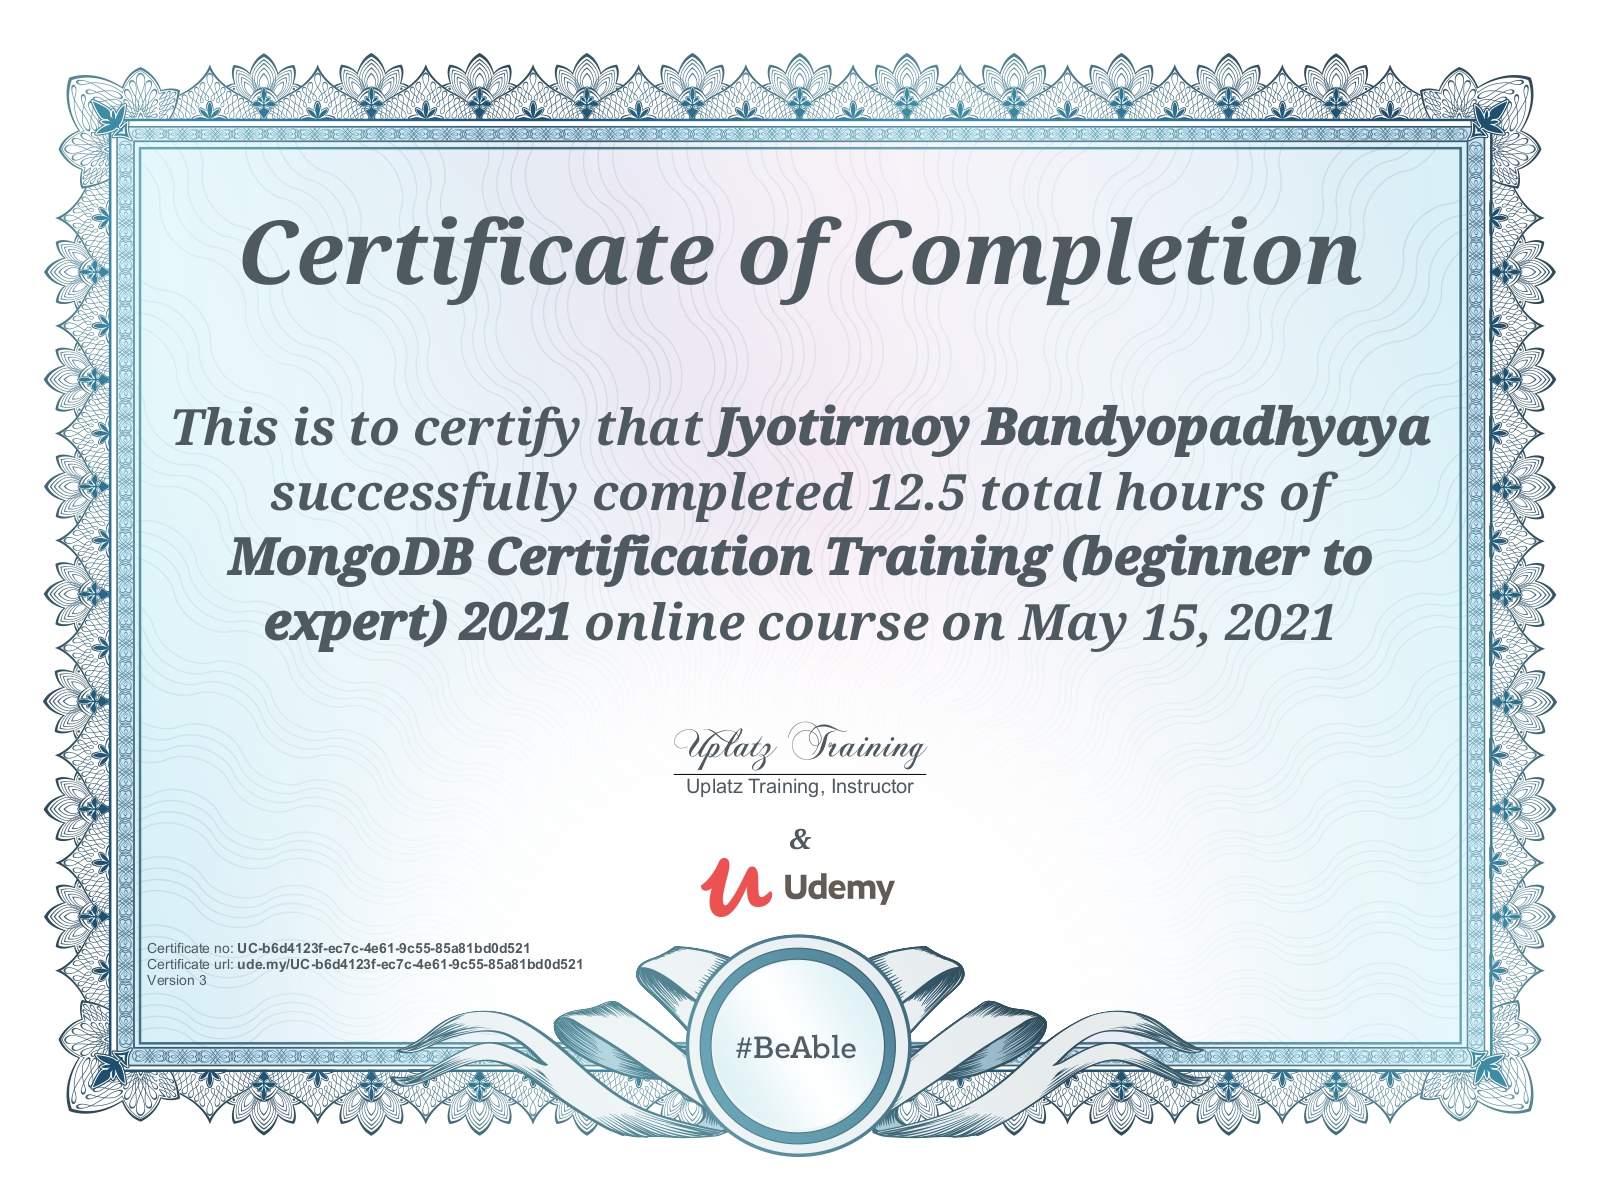 Certificate of Completion
This is to certify that Jyotirmoy Bandyopadhyaya
successfully completed 12.5 total hours of
MongoDB Certification Training (beginner to
expert) 2021 online course on May 15, 2021
Uplatz Training
Uplatz Training, Instructor
&
Udemy
Certificate no: UC-b6d4123f-ec7c-4e61-9c55-85a81bd0d521
Certificate url: ude.my/UC-b6d4123f-ec7c-4e61-9c55-85a81bd0d521
Version 3
#BeAble